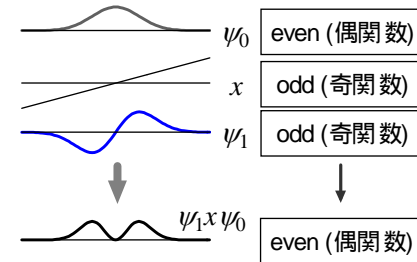 ψ0 even (偶関数)
x odd (奇関数)
ψ1 odd (奇関数)
ψ1xψ0 even (偶関数)